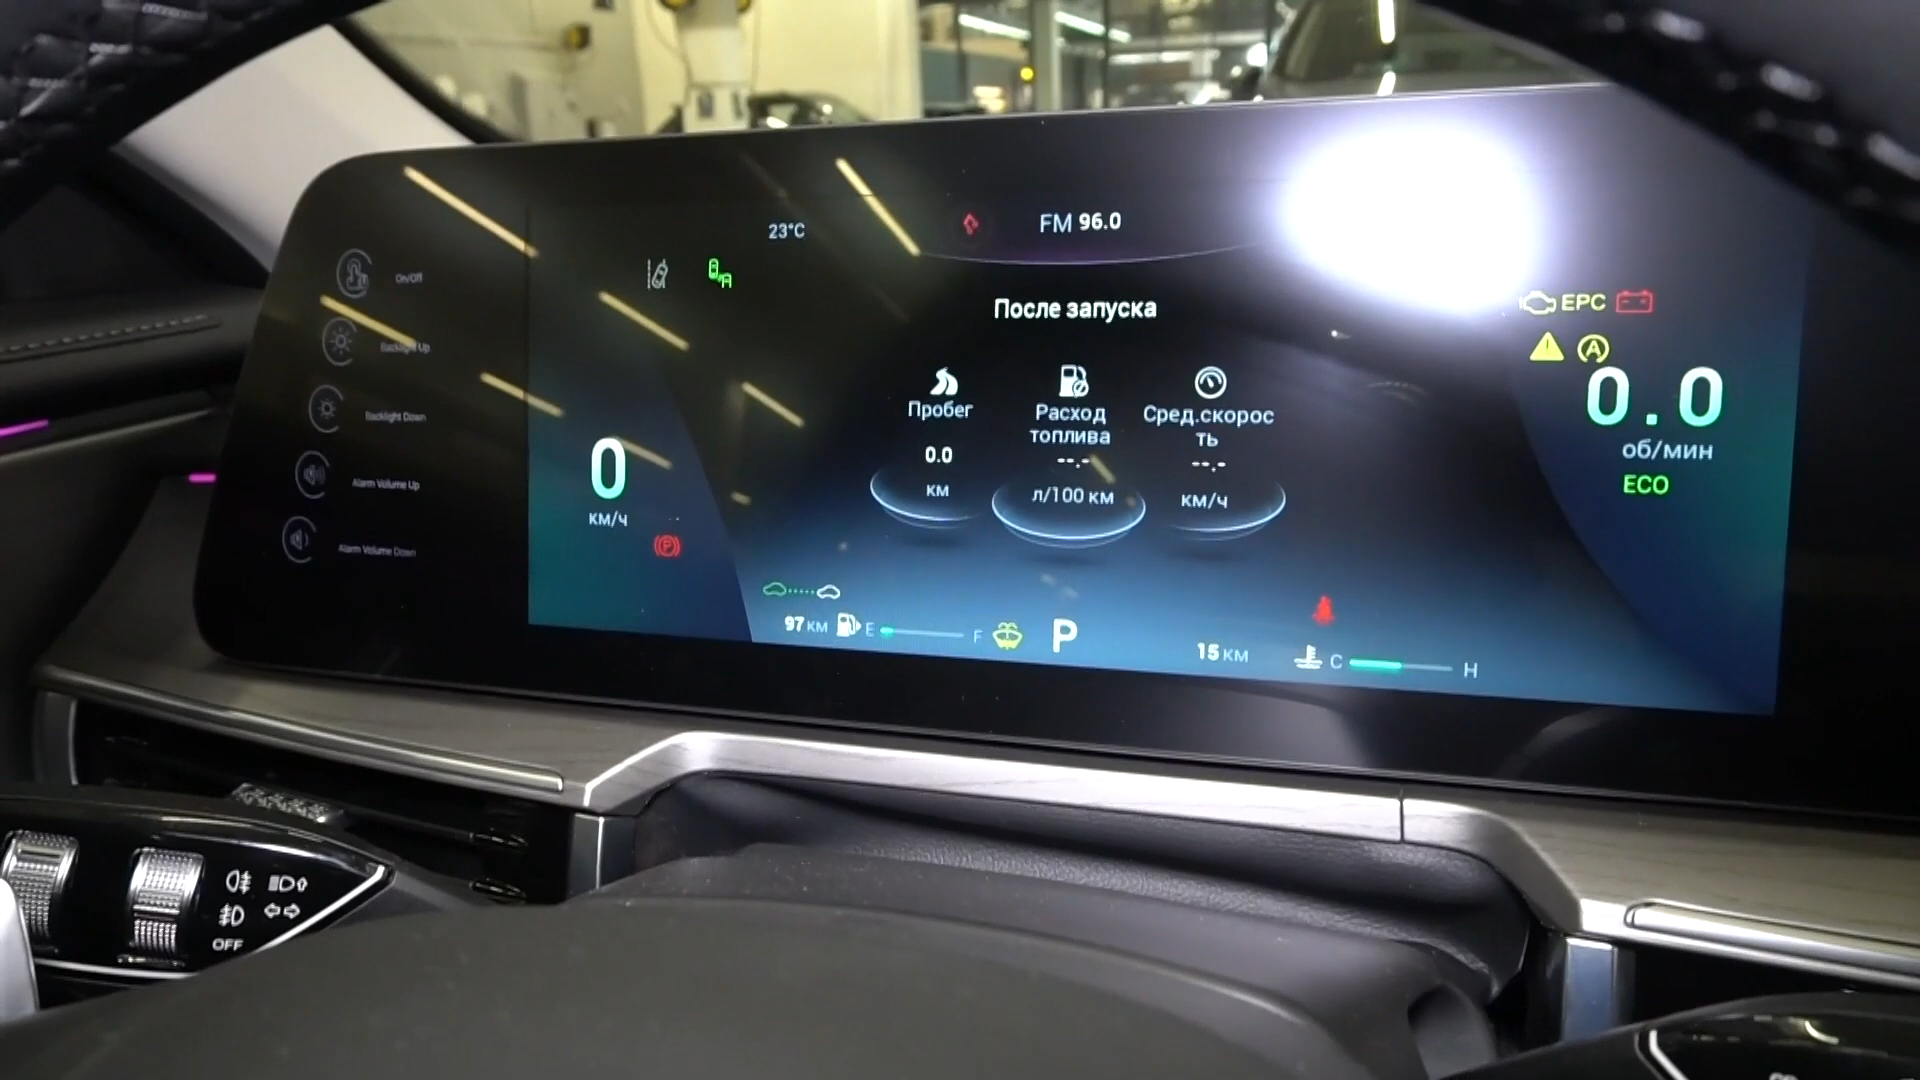 23°C
FM 96.0
On/Off
Backlight Up
Backlight Down
Alarm Volume Up
Alarm Volume Down
После запуска
Пробег
0.0
км
Расход
топлива
--.-
л/100 км
Сред.скорос
ть
--.-
км/ч
EPC
A
0.0
об/мин
ECO
0
км/ч
P
97 км
E
F
P
15 км
C
H
OFF